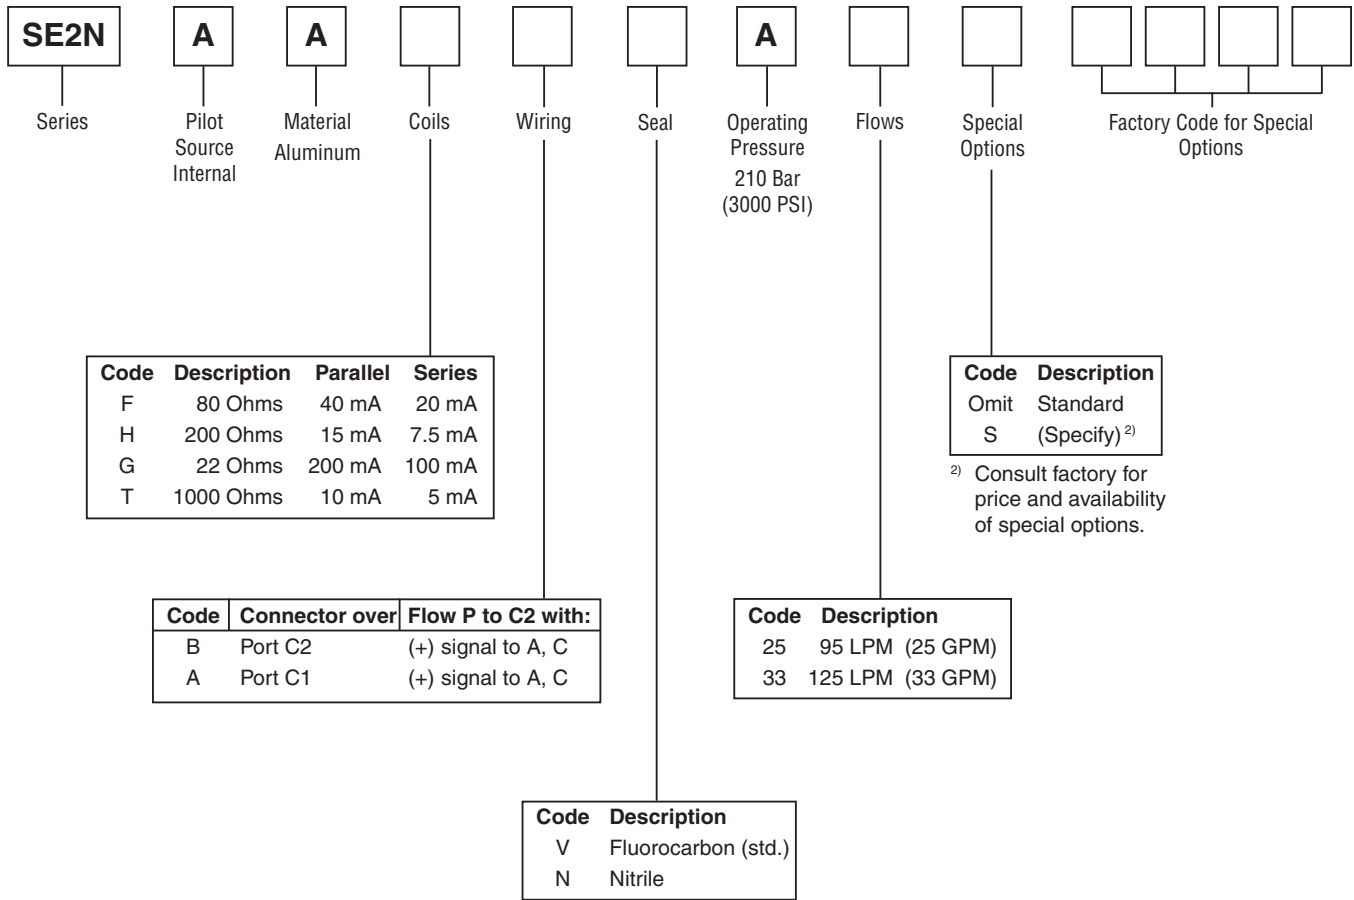 SE2N A A A
Series
Pilot
Source
Internal
Material
Aluminum
Coils
Wiring
Seal
Operating
Pressure
210 Bar
(3000 PSI)
Flows
Special
Options
Factory Code for Special
Options
Code Description Parallel Series
F 80 Ohms 40 mA 20 mA
H 200 Ohms 15 mA 7.5 mA
G 22 Ohms 200 mA 100 mA
T 1000 Ohms 10 mA 5 mA
Code Description
Omit Standard
S (Specify) 2)
2) Consult factory for
price and availability
of special options.
Code Connector over Flow P to C2 with:
B Port C2 (+) signal to A, C
A Port C1 (+) signal to A, C
Code Description
25 95 LPM (25 GPM)
33 125 LPM (33 GPM)
Code Description
V Fluorocarbon (std.)
N Nitrile